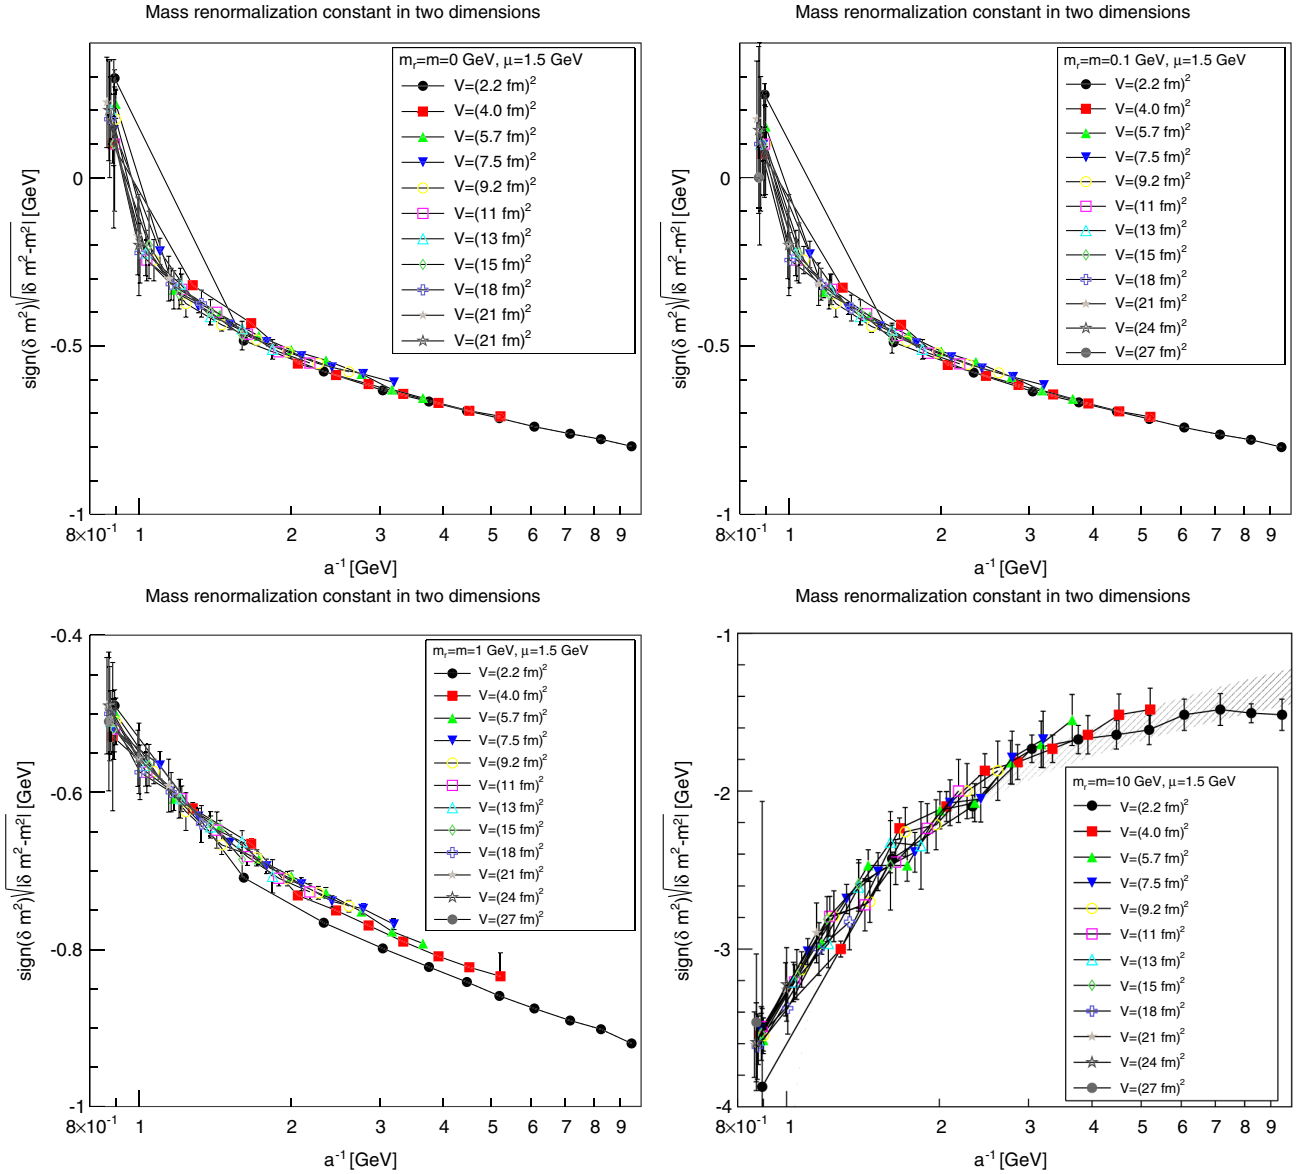 Mass renormalization constant in two dimensions
sign(δ m²)√|δ m²-m²| [GeV]
0
-0.5
-1
m_r=m=0 GeV, μ=1.5 GeV
V=(2.2 fm)²
V=(4.0 fm)²
V=(5.7 fm)²
V=(7.5 fm)²
V=(9.2 fm)²
V=(11 fm)²
V=(13 fm)²
V=(15 fm)²
V=(18 fm)²
V=(21 fm)²
V=(21 fm)²
8×10⁻¹ 1 2 3 4 5 6 7 8 9
a⁻¹ [GeV]
Mass renormalization constant in two dimensions
sign(δ m²)√|δ m²-m²| [GeV]
0
-0.5
-1
m_r=m=0.1 GeV, μ=1.5 GeV
V=(2.2 fm)²
V=(4.0 fm)²
V=(5.7 fm)²
V=(7.5 fm)²
V=(9.2 fm)²
V=(11 fm)²
V=(13 fm)²
V=(15 fm)²
V=(18 fm)²
V=(21 fm)²
V=(24 fm)²
V=(27 fm)²
8×10⁻¹ 1 2 3 4 5 6 7 8 9
a⁻¹ [GeV]
Mass renormalization constant in two dimensions
sign(δ m²)√|δ m²-m²| [GeV]
-0.4
-0.6
-0.8
-1
m_r=m=1 GeV, μ=1.5 GeV
V=(2.2 fm)²
V=(4.0 fm)²
V=(5.7 fm)²
V=(7.5 fm)²
V=(9.2 fm)²
V=(11 fm)²
V=(13 fm)²
V=(15 fm)²
V=(18 fm)²
V=(21 fm)²
V=(24 fm)²
V=(27 fm)²
8×10⁻¹ 1 2 3 4 5 6 7 8 9
a⁻¹ [GeV]
Mass renormalization constant in two dimensions
sign(δ m²)√|δ m²-m²| [GeV]
-1
-2
-3
-4
m_r=m=10 GeV, μ=1.5 GeV
V=(2.2 fm)²
V=(4.0 fm)²
V=(5.7 fm)²
V=(7.5 fm)²
V=(9.2 fm)²
V=(11 fm)²
V=(13 fm)²
V=(15 fm)²
V=(18 fm)²
V=(21 fm)²
V=(24 fm)²
V=(27 fm)²
8×10⁻¹ 1 2 3 4 5 6 7 8 9
a⁻¹ [GeV]